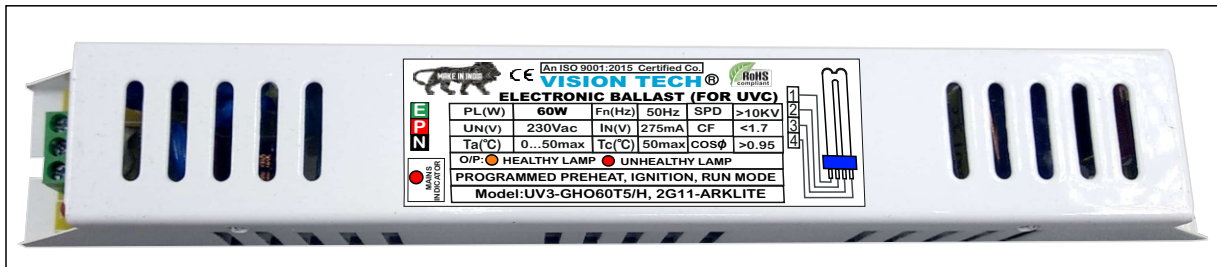 MAKE IN INDIA
CE
An ISO 9001:2015 Certified Co.
VISION TECH®
RoHS
compliant
ELECTRONIC BALLAST (FOR UVC)
E
P
N
PL(W) 60W Fn(Hz) 50Hz SPD >10KV
UN(V) 230Vac IN(V) 275mA CF <1.7
Ta(℃) 0...50max Tc(℃) 50max COSϕ >0.95
O/P: HEALTHY LAMP UNHEALTHY LAMP
MAINS
INDICATOR
PROGRAMMED PREHEAT, IGNITION, RUN MODE
Model:UV3-GHO60T5/H, 2G11-ARKLITE
1
2
3
4